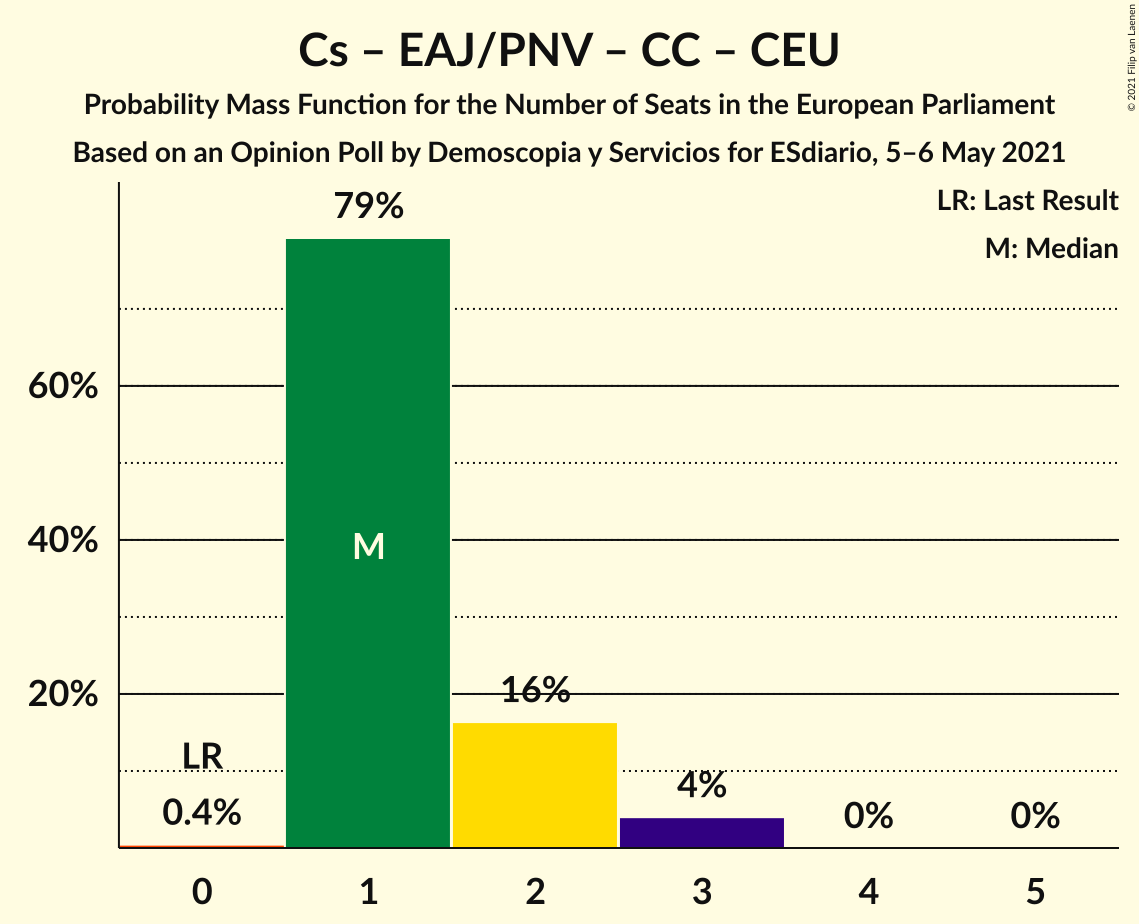 Cs – EAJ/PNV – CC – CEU
Probability Mass Function for the Number of Seats in the European Parliament
Based on an Opinion Poll by Demoscopia y Servicios for ESdiario, 5–6 May 2021
© 2021 Filip van Laenen
LR: Last Result
M: Median
79%
60%
40%
M
20%
16%
LR
4%
0.4%
0%
0%
0 1 2 3 4 5